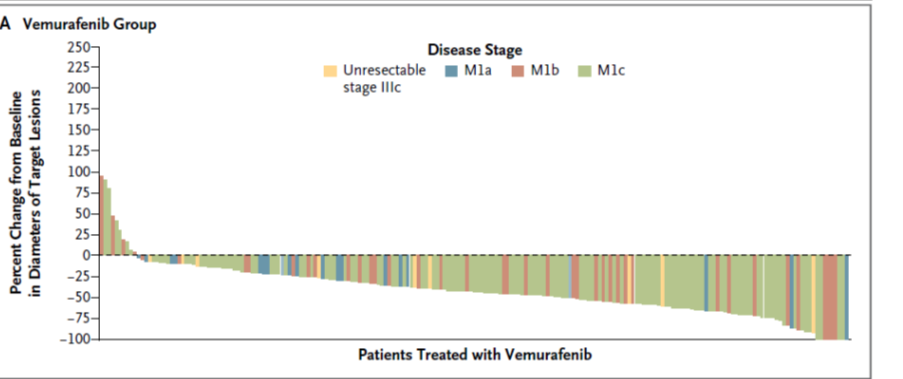 A Vemurafenib Group
Percent Change from Baseline
in Diameters of Target Lesions
250
225
200
175
150
125
100
75
50
25
0
−25
−50
−75
−100
Disease Stage
Unresectable
stage IIIc
M1a
M1b
M1c
Patients Treated with Vemurafenib